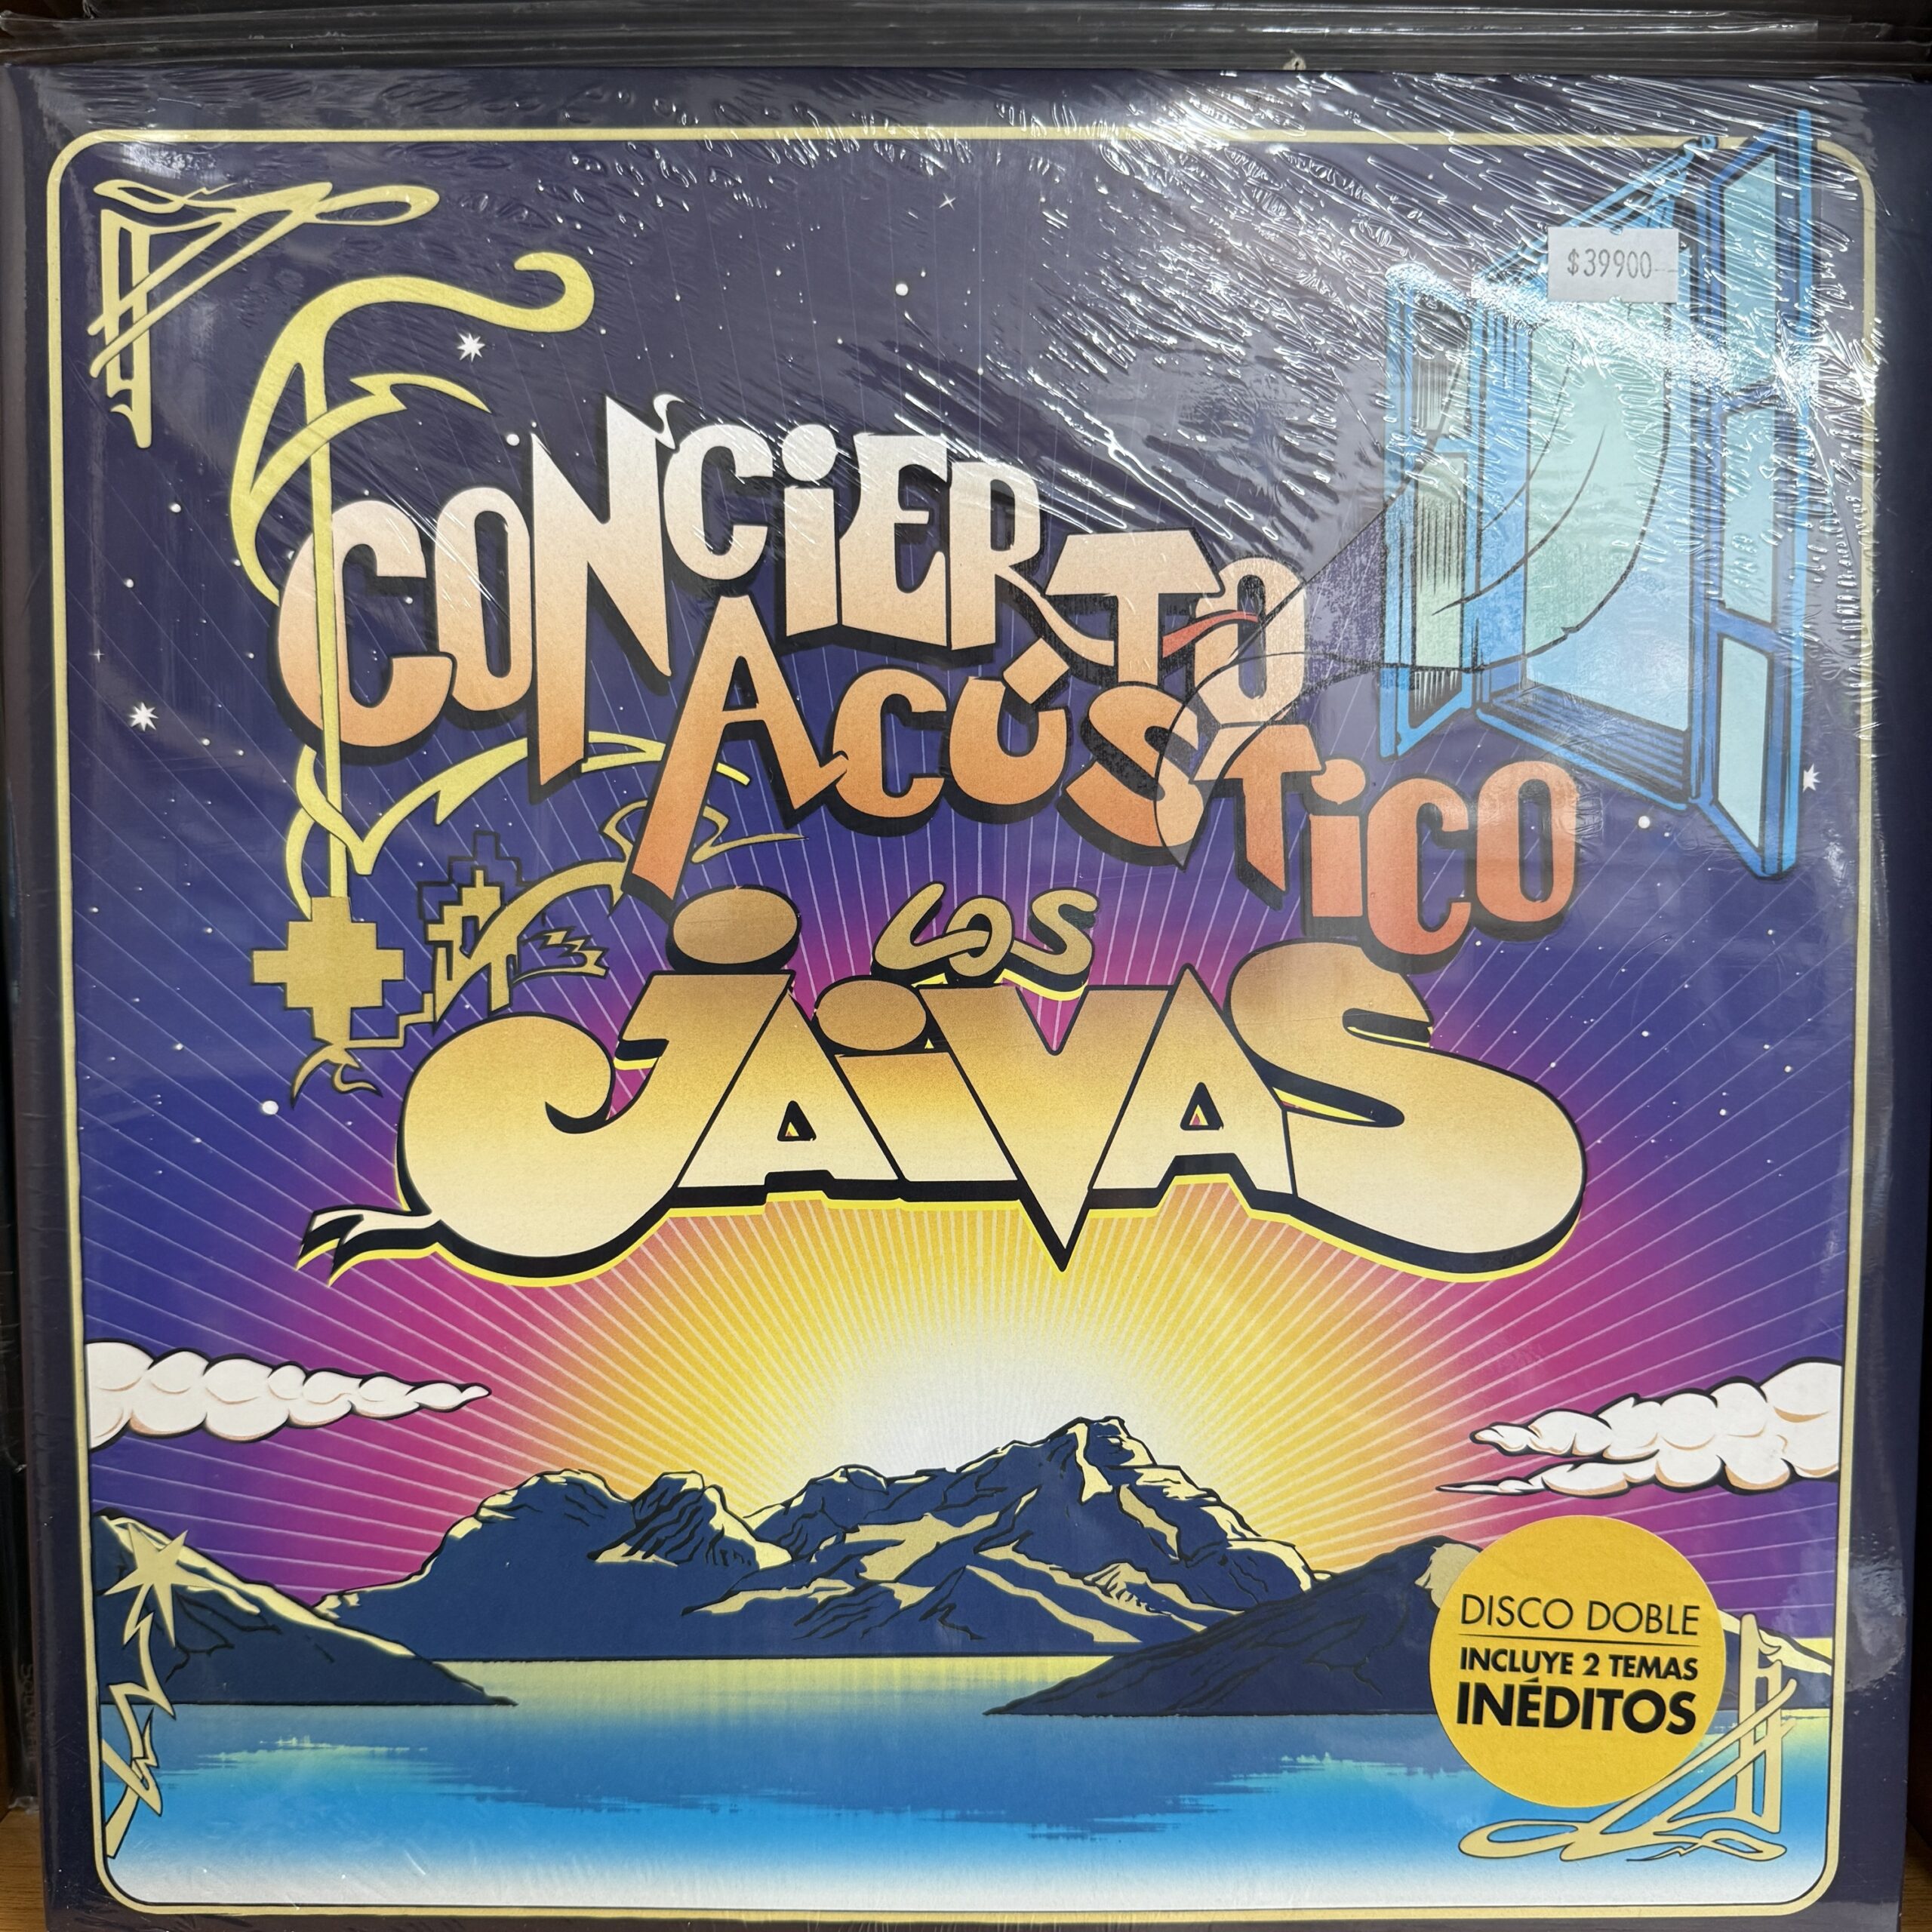 $39900
CONCiERTO
ACÚSTiCO
LOS
JAiVAS
DISCO DOBLE
INCLUYE 2 TEMAS
INÉDITOS